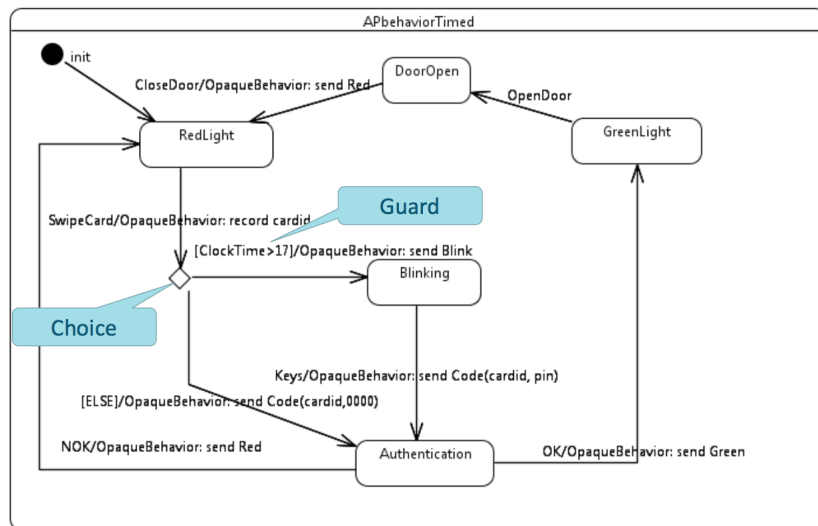 APbehaviorTimed
init
CloseDoor/OpaqueBehavior: send Red
DoorOpen
OpenDoor
RedLight
GreenLight
SwipeCard/OpaqueBehavior: record cardid
Guard
[ClockTime>17]/OpaqueBehavior: send Blink
Blinking
Choice
Keys/OpaqueBehavior: send Code(cardid, pin)
[ELSE]/OpaqueBehavior: send Code(cardid,0000)
NOK/OpaqueBehavior: send Red
Authentication
OK/OpaqueBehavior: send Green